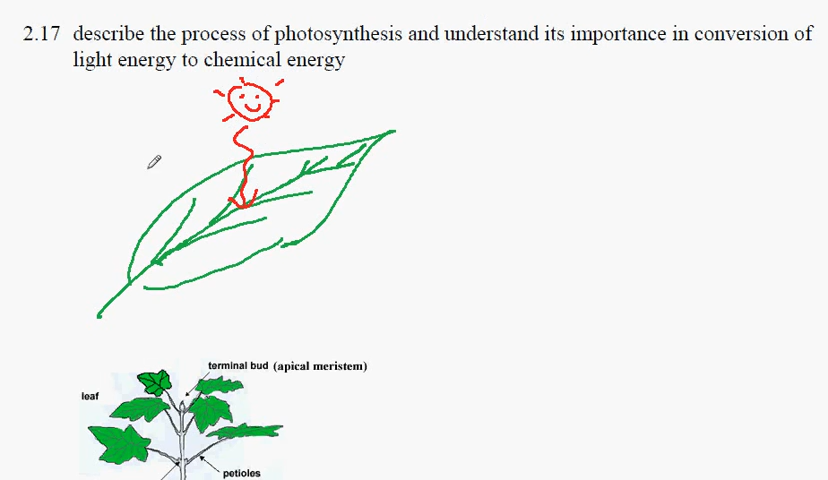 2.17 describe the process of photosynthesis and understand its importance in conversion of
light energy to chemical energy
terminal bud (apical meristem)
leaf
petioles